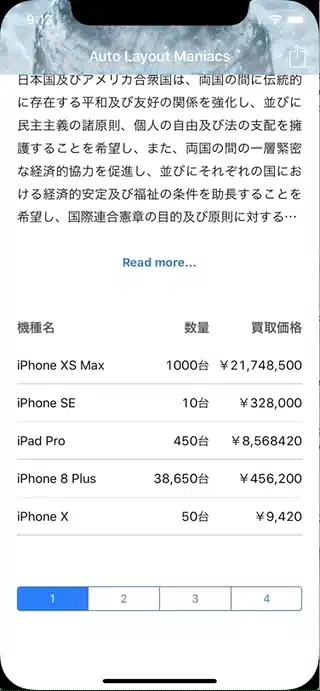 9:13
Auto Layout Maniacs
日本国及びアメリカ合衆国は、両国の間に伝統的
に存在する平和及び友好の関係を強化し、並びに
民主主義の諸原則、個人の自由及び法の支配を擁
護することを希望し、また、両国の間の一層緊密
な経済的協力を促進し、並びにそれぞれの国にお
ける経済的安定及び福祉の条件を助長することを
希望し、国際連合憲章の目的及び原則に対する…
Read more...
機種名 数量 買取価格
iPhone XS Max 1000台 ￥21,748,500
iPhone SE 10台 ￥328,000
iPad Pro 450台 ￥8,568420
iPhone 8 Plus 38,650台 ￥456,200
iPhone X 50台 ￥9,420
1 2 3 4